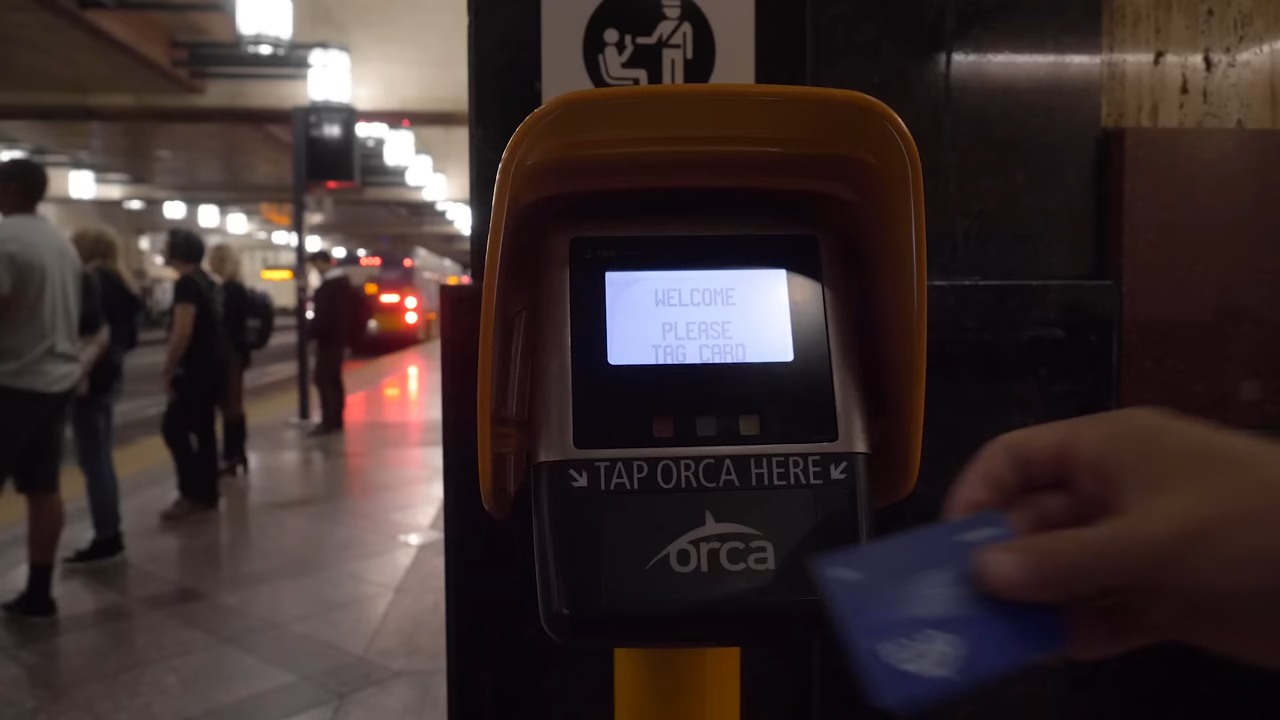 WELCOME
PLEASE
TAG CARD
TAP ORCA HERE
orca